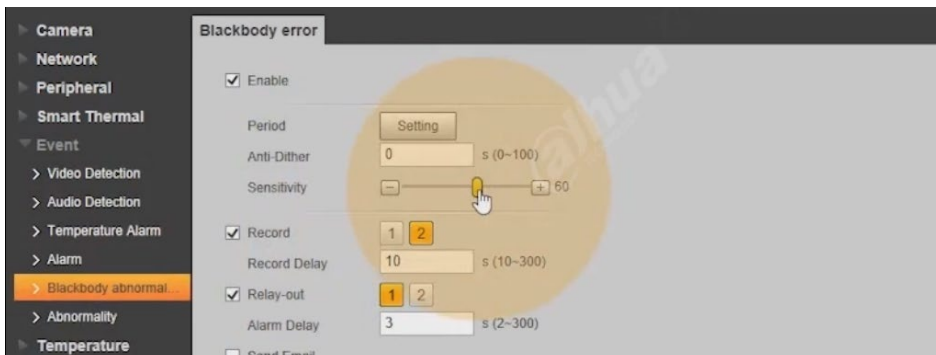 Camera
Network
Peripheral
Smart Thermal
Event
> Video Detection
> Audio Detection
> Temperature Alarm
> Alarm
> Blackbody abnormal...
> Abnormality
Temperature
Blackbody error
Enable
Period Setting
Anti-Dither 0 s (0~100)
Sensitivity − + 60
Record 1 2
Record Delay 10 s (10~300)
Relay-out 1 2
Alarm Delay 3 s (2~300)
Send Email
alhua